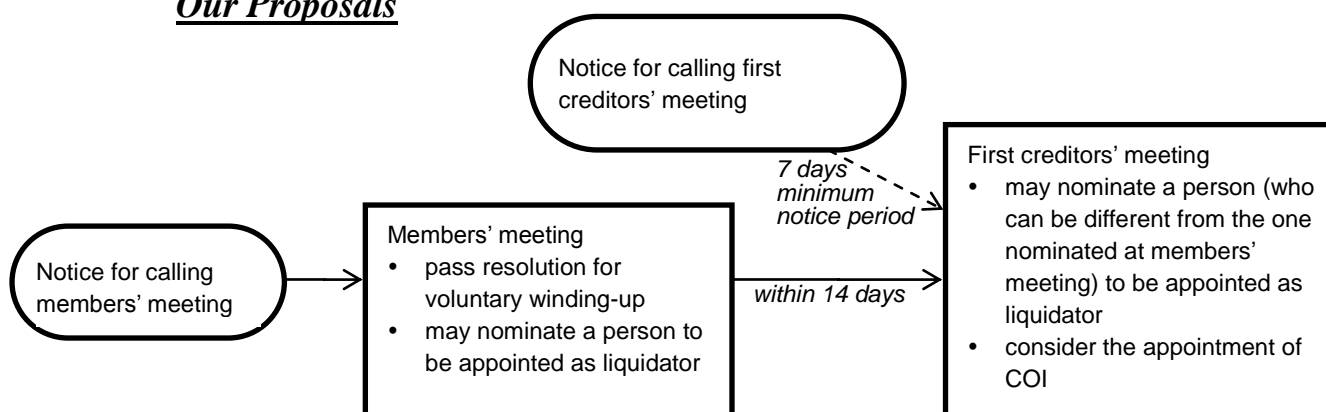 Our Proposals
Notice for calling first
creditors’ meeting
7 days
minimum
notice period
Notice for calling
members’ meeting
Members’ meeting
• pass resolution for
voluntary winding-up
• may nominate a person to
be appointed as liquidator
within 14 days
First creditors’ meeting
• may nominate a person (who
can be different from the one
nominated at members’
meeting) to be appointed as
liquidator
• consider the appointment of
COI